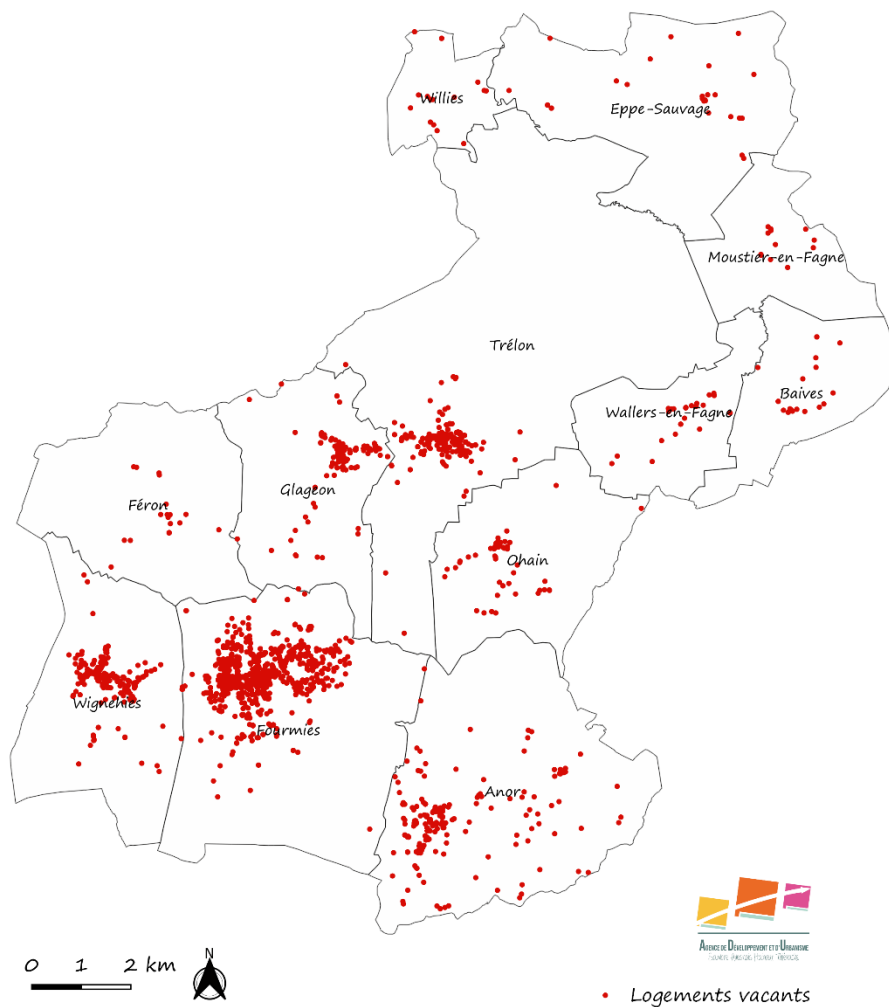 Willies
Eppe-Sauvage
Moustier-en-Fagne
Trélon
Baives
Wallers-en-Fagne
Glageon
Féron
Ohain
Wignehies
Fourmies
Anor
AGENCE DE DÉVELOPPEMENT ET D'URBANISME
N
0 1 2 km
Logements vacants